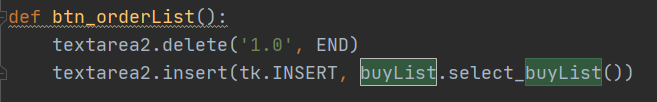 def btn_orderList():
    textarea2.delete('1.0', END)
    textarea2.insert(tk.INSERT, buyList.select_buyList())